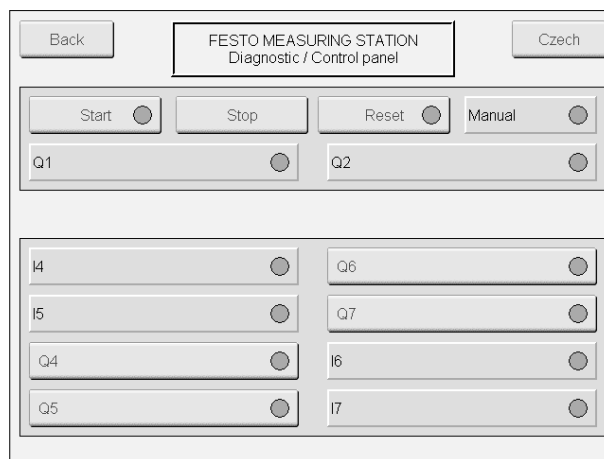 Back
FESTO MEASURING STATION
Diagnostic / Control panel
Czech
Start
Stop
Reset
Manual
Q1
Q2
I4
Q6
I5
Q7
Q4
I6
Q5
I7